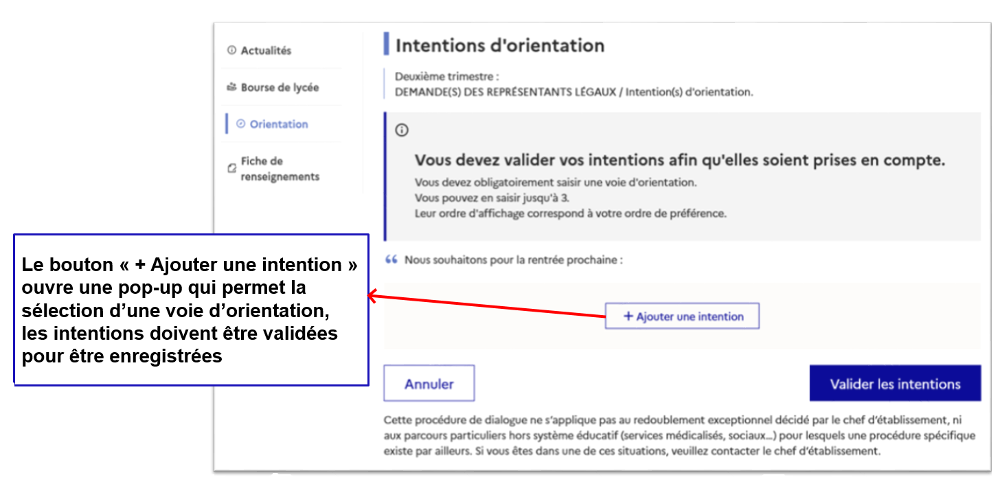 Actualités
Bourse de lycée
Orientation
Fiche de
renseignements
Intentions d'orientation
Deuxième trimestre :
DEMANDE(S) DES REPRÉSENTANTS LÉGAUX / Intention(s) d'orientation.
Vous devez valider vos intentions afin qu'elles soient prises en compte.
Vous devez obligatoirement saisir une voie d'orientation.
Vous pouvez en saisir jusqu'à 3.
Leur ordre d'affichage correspond à votre ordre de préférence.
Nous souhaitons pour la rentrée prochaine :
+ Ajouter une intention
Annuler
Valider les intentions
Cette procédure de dialogue ne s'applique pas au redoublement exceptionnel décidé par le chef d'établissement, ni
aux parcours particuliers hors système éducatif (services médicalisés, sociaux...) pour lesquels une procédure spécifique
existe par ailleurs. Si vous êtes dans une de ces situations, veuillez contacter le chef d'établissement.
Le bouton « + Ajouter une intention »
ouvre une pop-up qui permet la
sélection d’une voie d’orientation,
les intentions doivent être validées
pour être enregistrées